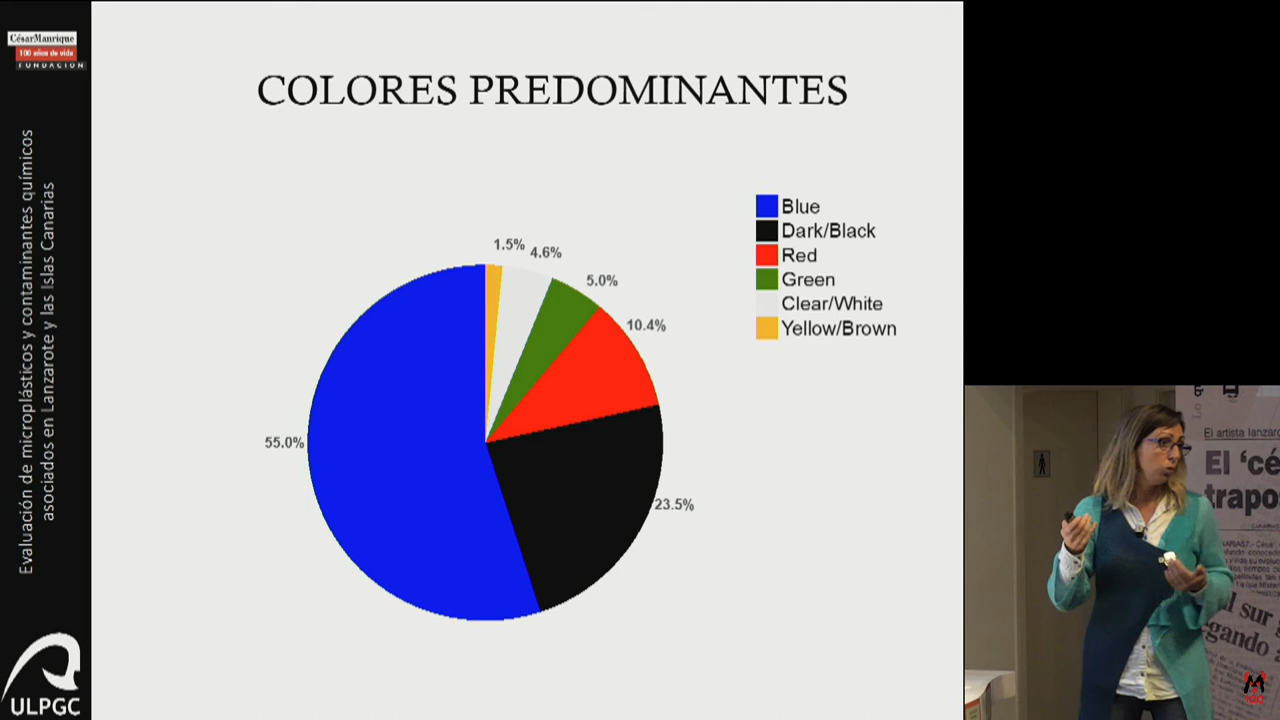 CésarManrique
100 años de vida
FUNDACIÓN
Evaluación de microplásticos y contaminantes químicos
asociados en Lanzarote y las Islas Canarias
ULPGC
COLORES PREDOMINANTES
Blue
Dark/Black
Red
Green
Clear/White
Yellow/Brown
1.5%
4.6%
5.0%
10.4%
55.0%
23.5%
El artista lanzaro
El ‘cé
trapo
l sur
gando